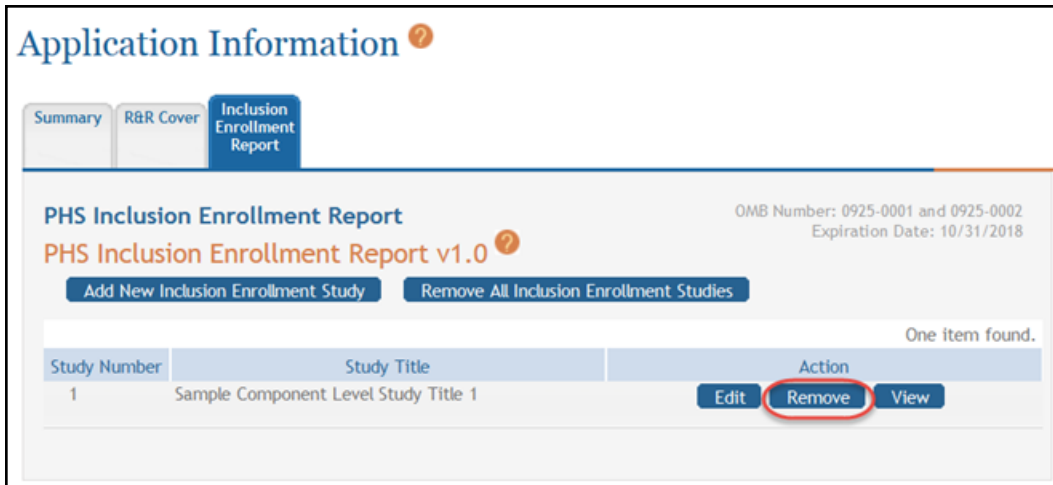 Application Information ?
Summary
R&R Cover
Inclusion
Enrollment
Report
PHS Inclusion Enrollment Report
OMB Number: 0925-0001 and 0925-0002
Expiration Date: 10/31/2018
PHS Inclusion Enrollment Report v1.0 ?
Add New Inclusion Enrollment Study
Remove All Inclusion Enrollment Studies
One item found.
Study Number Study Title Action
1 Sample Component Level Study Title 1 Edit Remove View